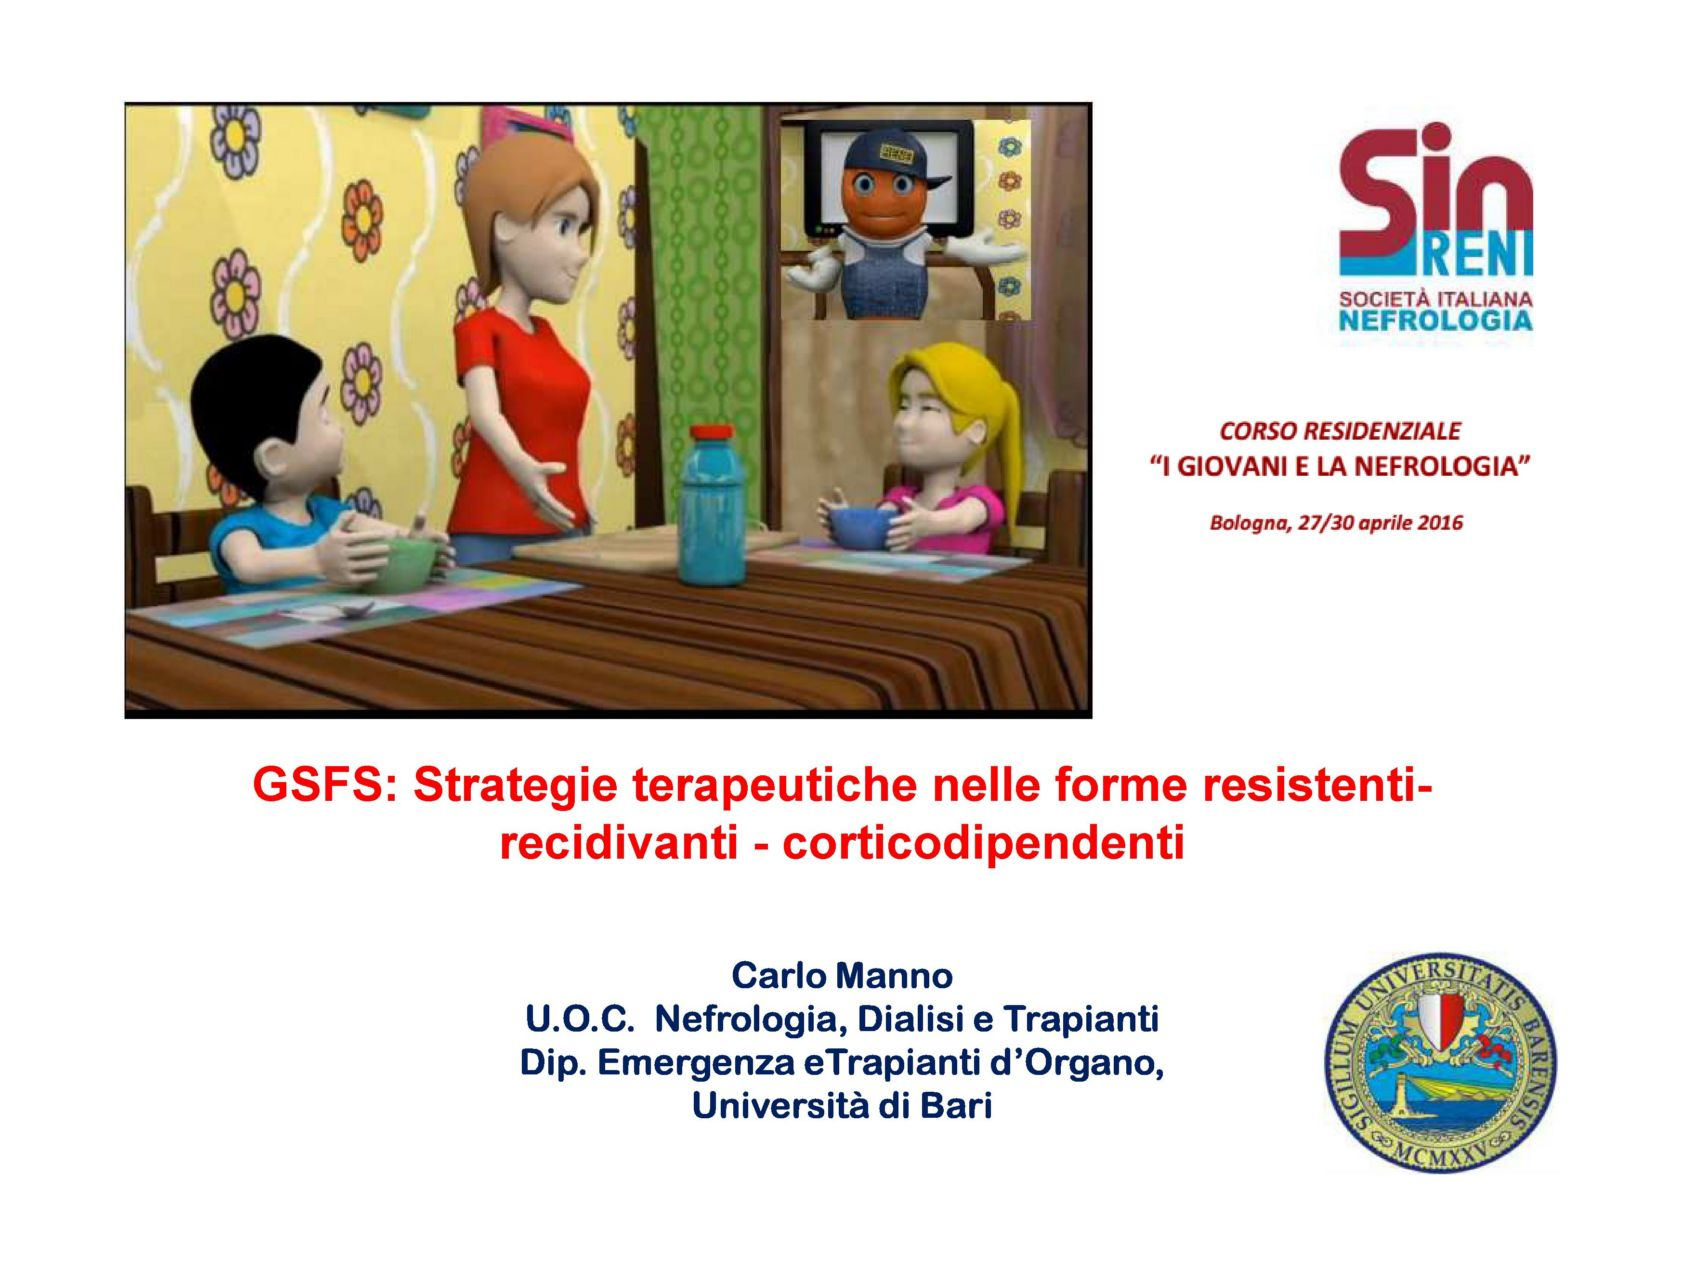 Sin
RENI
SOCIETÀ ITALIANA
NEFROLOGIA
CORSO RESIDENZIALE
“I GIOVANI E LA NEFROLOGIA”
Bologna, 27/30 aprile 2016
GSFS: Strategie terapeutiche nelle forme resistenti-
recidivanti - corticodipendenti
Carlo Manno
U.O.C. Nefrologia, Dialisi e Trapianti
Dip. Emergenza eTrapianti d’Organo,
Università di Bari
SIGILLUM UNIVERSITATIS BARENSIS
MCMXXV